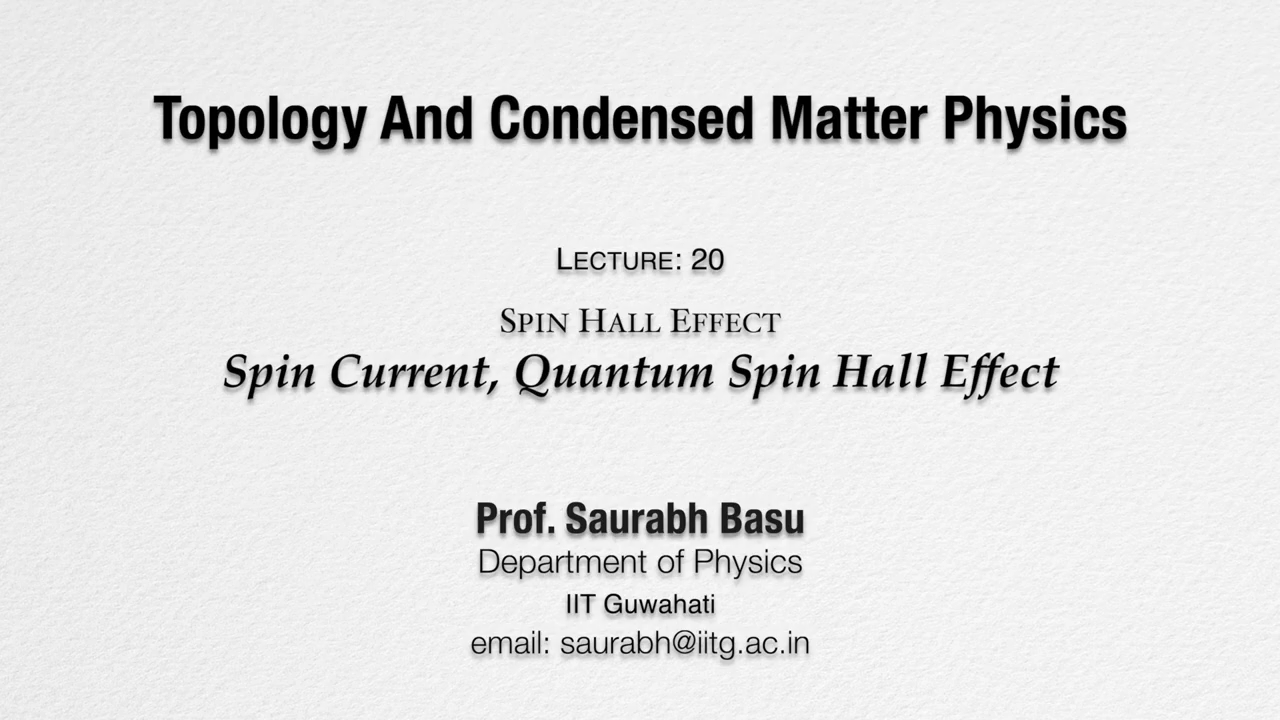 Topology And Condensed Matter Physics
LECTURE: 20
SPIN HALL EFFECT
Spin Current, Quantum Spin Hall Effect
Prof. Saurabh Basu
Department of Physics
IIT Guwahati
email: saurabh@iitg.ac.in